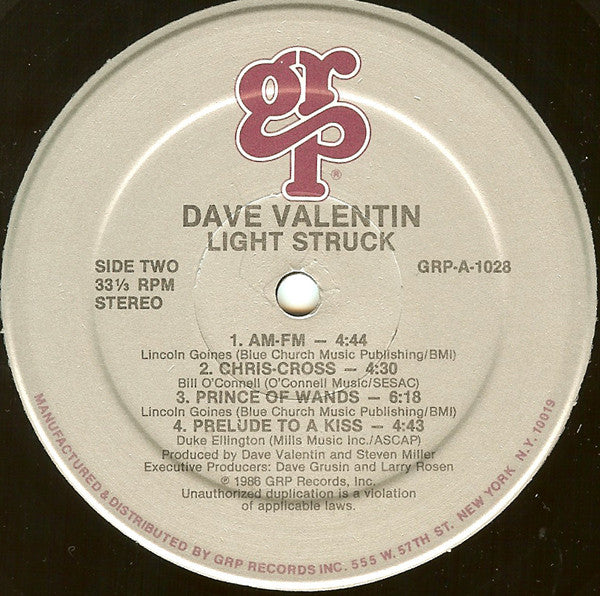 grp
®
DAVE VALENTIN
LIGHT STRUCK
SIDE TWO
33⅓ RPM
STEREO
GRP-A-1028
1. AM-FM — 4:44
Lincoln Goines (Blue Church Music Publishing/BMI)
2. CHRIS-CROSS — 4:30
Bill O'Connell (O'Connell Music/SESAC)
3. PRINCE OF WANDS — 6:18
Lincoln Goines (Blue Church Music Publishing/BMI)
4. PRELUDE TO A KISS — 4:43
Duke Ellington (Mills Music Inc./ASCAP)
Produced by Dave Valentin and Steven Miller
Executive Producers: Dave Grusin and Larry Rosen
℗ 1986 GRP Records, Inc.
Unauthorized duplication is a violation
of applicable laws.
MANUFACTURED & DISTRIBUTED BY GRP RECORDS INC. 555 W. 57TH ST. NEW YORK N.Y. 10019